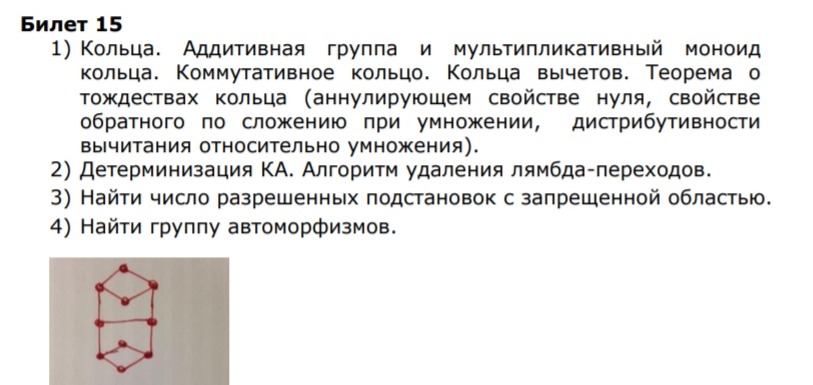 Билет 15
1) Кольца. Аддитивная группа и мультипликативный моноид
кольца. Коммутативное кольцо. Кольца вычетов. Теорема о
тождествах кольца (аннулирующем свойстве нуля, свойстве
обратного по сложению при умножении, дистрибутивности
вычитания относительно умножения).
2) Детерминизация КА. Алгоритм удаления лямбда-переходов.
3) Найти число разрешенных подстановок с запрещенной областью.
4) Найти группу автоморфизмов.